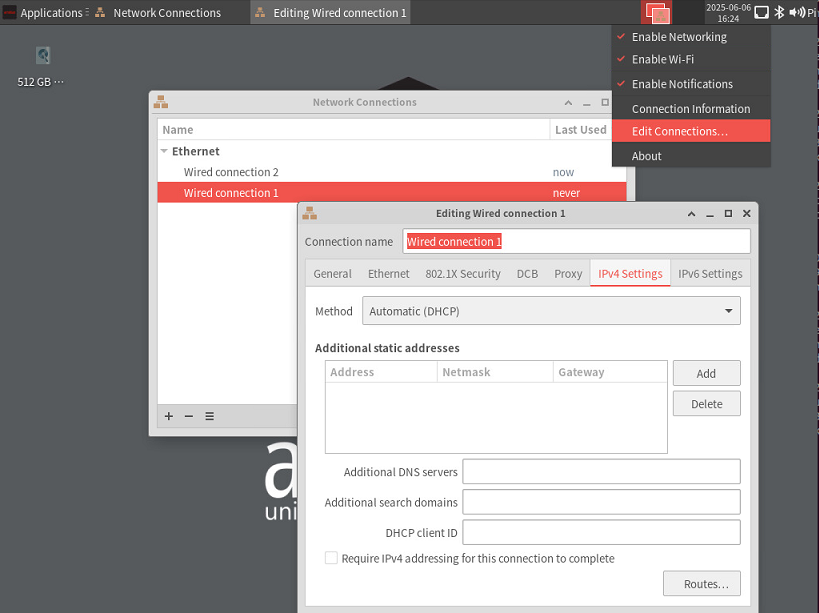 Applications
Network Connections
Editing Wired connection 1
2025-06-06
16:24
512 GB ⋯
Enable Networking
Enable Wi-Fi
Enable Notifications
Connection Information
Edit Connections…
About
Network Connections
Name
Last Used
Ethernet
Wired connection 2
now
Wired connection 1
never
Editing Wired connection 1
Connection name
Wired connection 1
General
Ethernet
802.1X Security
DCB
Proxy
IPv4 Settings
IPv6 Settings
Method
Automatic (DHCP)
Additional static addresses
Address
Netmask
Gateway
Add
Delete
Additional DNS servers
Additional search domains
DHCP client ID
Require IPv4 addressing for this connection to complete
Routes…
a
uni